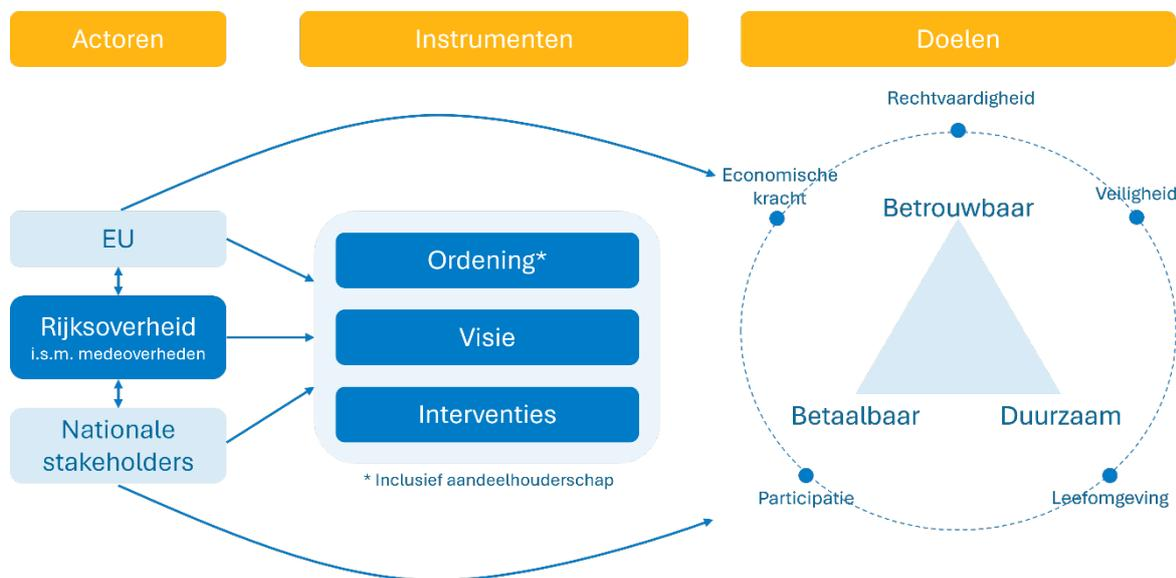 Actoren
Instrumenten
Doelen
EU
Rijksoverheid
i.s.m. medeoverheden
Nationale
stakeholders
Ordening*
Visie
Interventies
* Inclusief aandeelhouderschap
Rechtvaardigheid
Economische
kracht
Veiligheid
Betrouwbaar
Betaalbaar
Duurzaam
Participatie
Leefomgeving